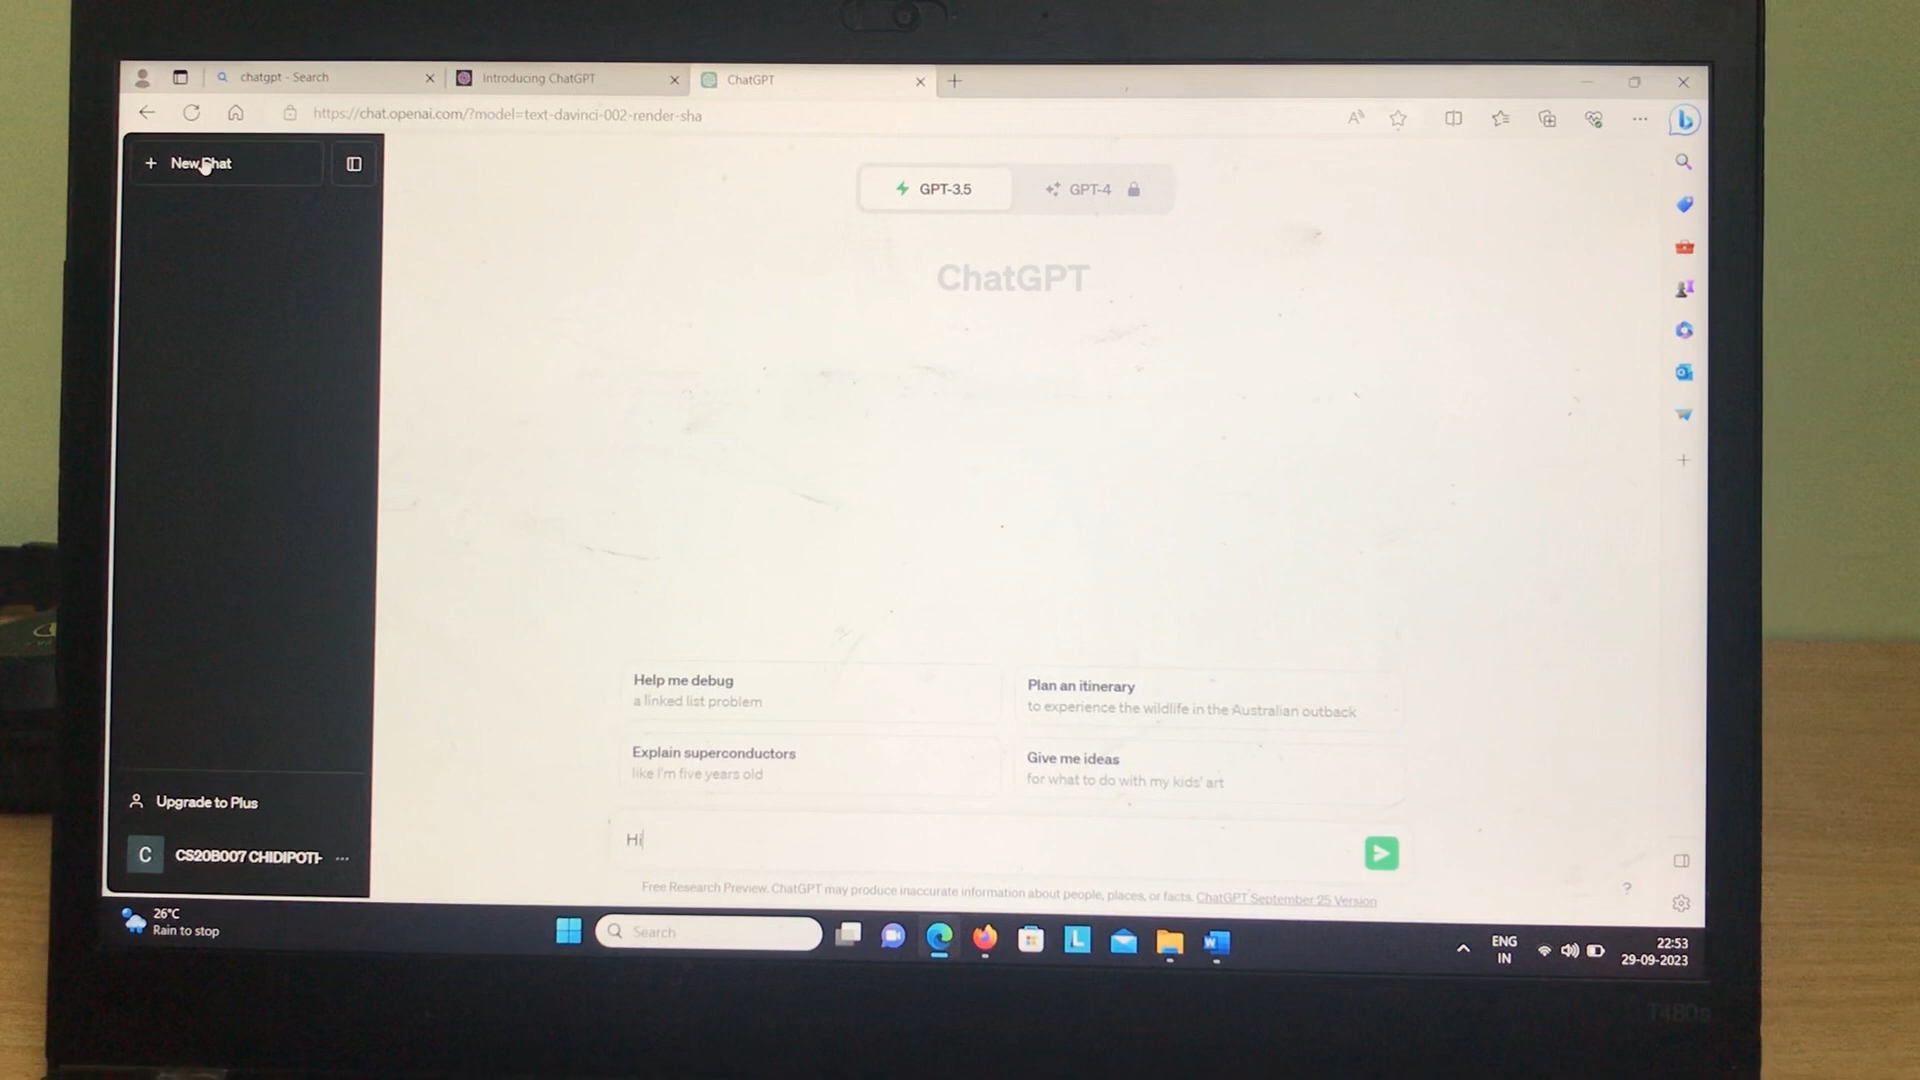 chatgpt - Search
Introducing ChatGPT
ChatGPT
https://chat.openai.com/?model=text-davinci-002-render-sha
New Chat
GPT-3.5
GPT-4
ChatGPT
Help me debug
a linked list problem
Plan an itinerary
to experience the wildlife in the Australian outback
Explain superconductors
like I'm five years old
Give me ideas
for what to do with my kids' art
Upgrade to Plus
C
CS20B007 CHIDIPOTH
Hi
Free Research Preview. ChatGPT may produce inaccurate information about people, places, or facts. ChatGPT September 25 Version
26°C
Rain to stop
Search
ENG
IN
22:53
29-09-2023
T480s